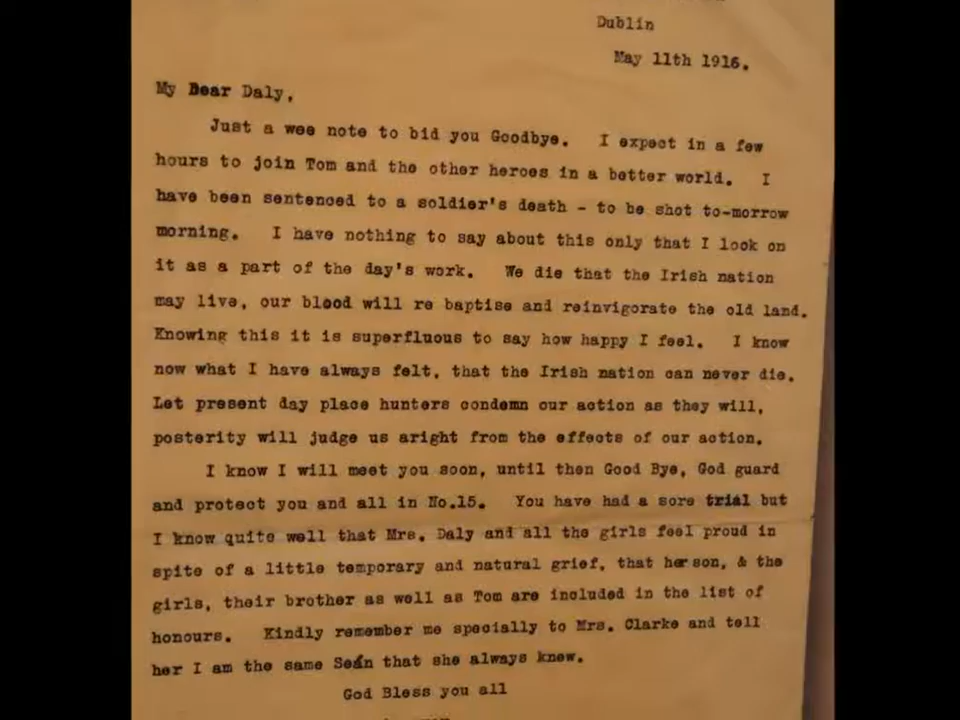 Dublin
May 11th 1916.
My Dear Daly,
Just a wee note to bid you Goodbye. I expect in a few
hours to join Tom and the other heroes in a better world. I
have been sentenced to a soldier's death - to be shot to-morrow
morning. I have nothing to say about this only that I look on
it as a part of the day's work. We die that the Irish nation
may live, our blood will re baptise and reinvigorate the old land.
Knowing this it is superfluous to say how happy I feel. I know
now what I have always felt, that the Irish nation can never die.
Let present day place hunters condemn our action as they will,
posterity will judge us aright from the effects of our action.
I know I will meet you soon, until then Good Bye, God guard
and protect you and all in No.15. You have had a sore trial but
I know quite well that Mrs. Daly and all the girls feel proud in
spite of a little temporary and natural grief, that her son, & the
girls, their brother as well as Tom are included in the list of
honours. Kindly remember me specially to Mrs. Clarke and tell
her I am the same Seán that she always knew.
God Bless you all